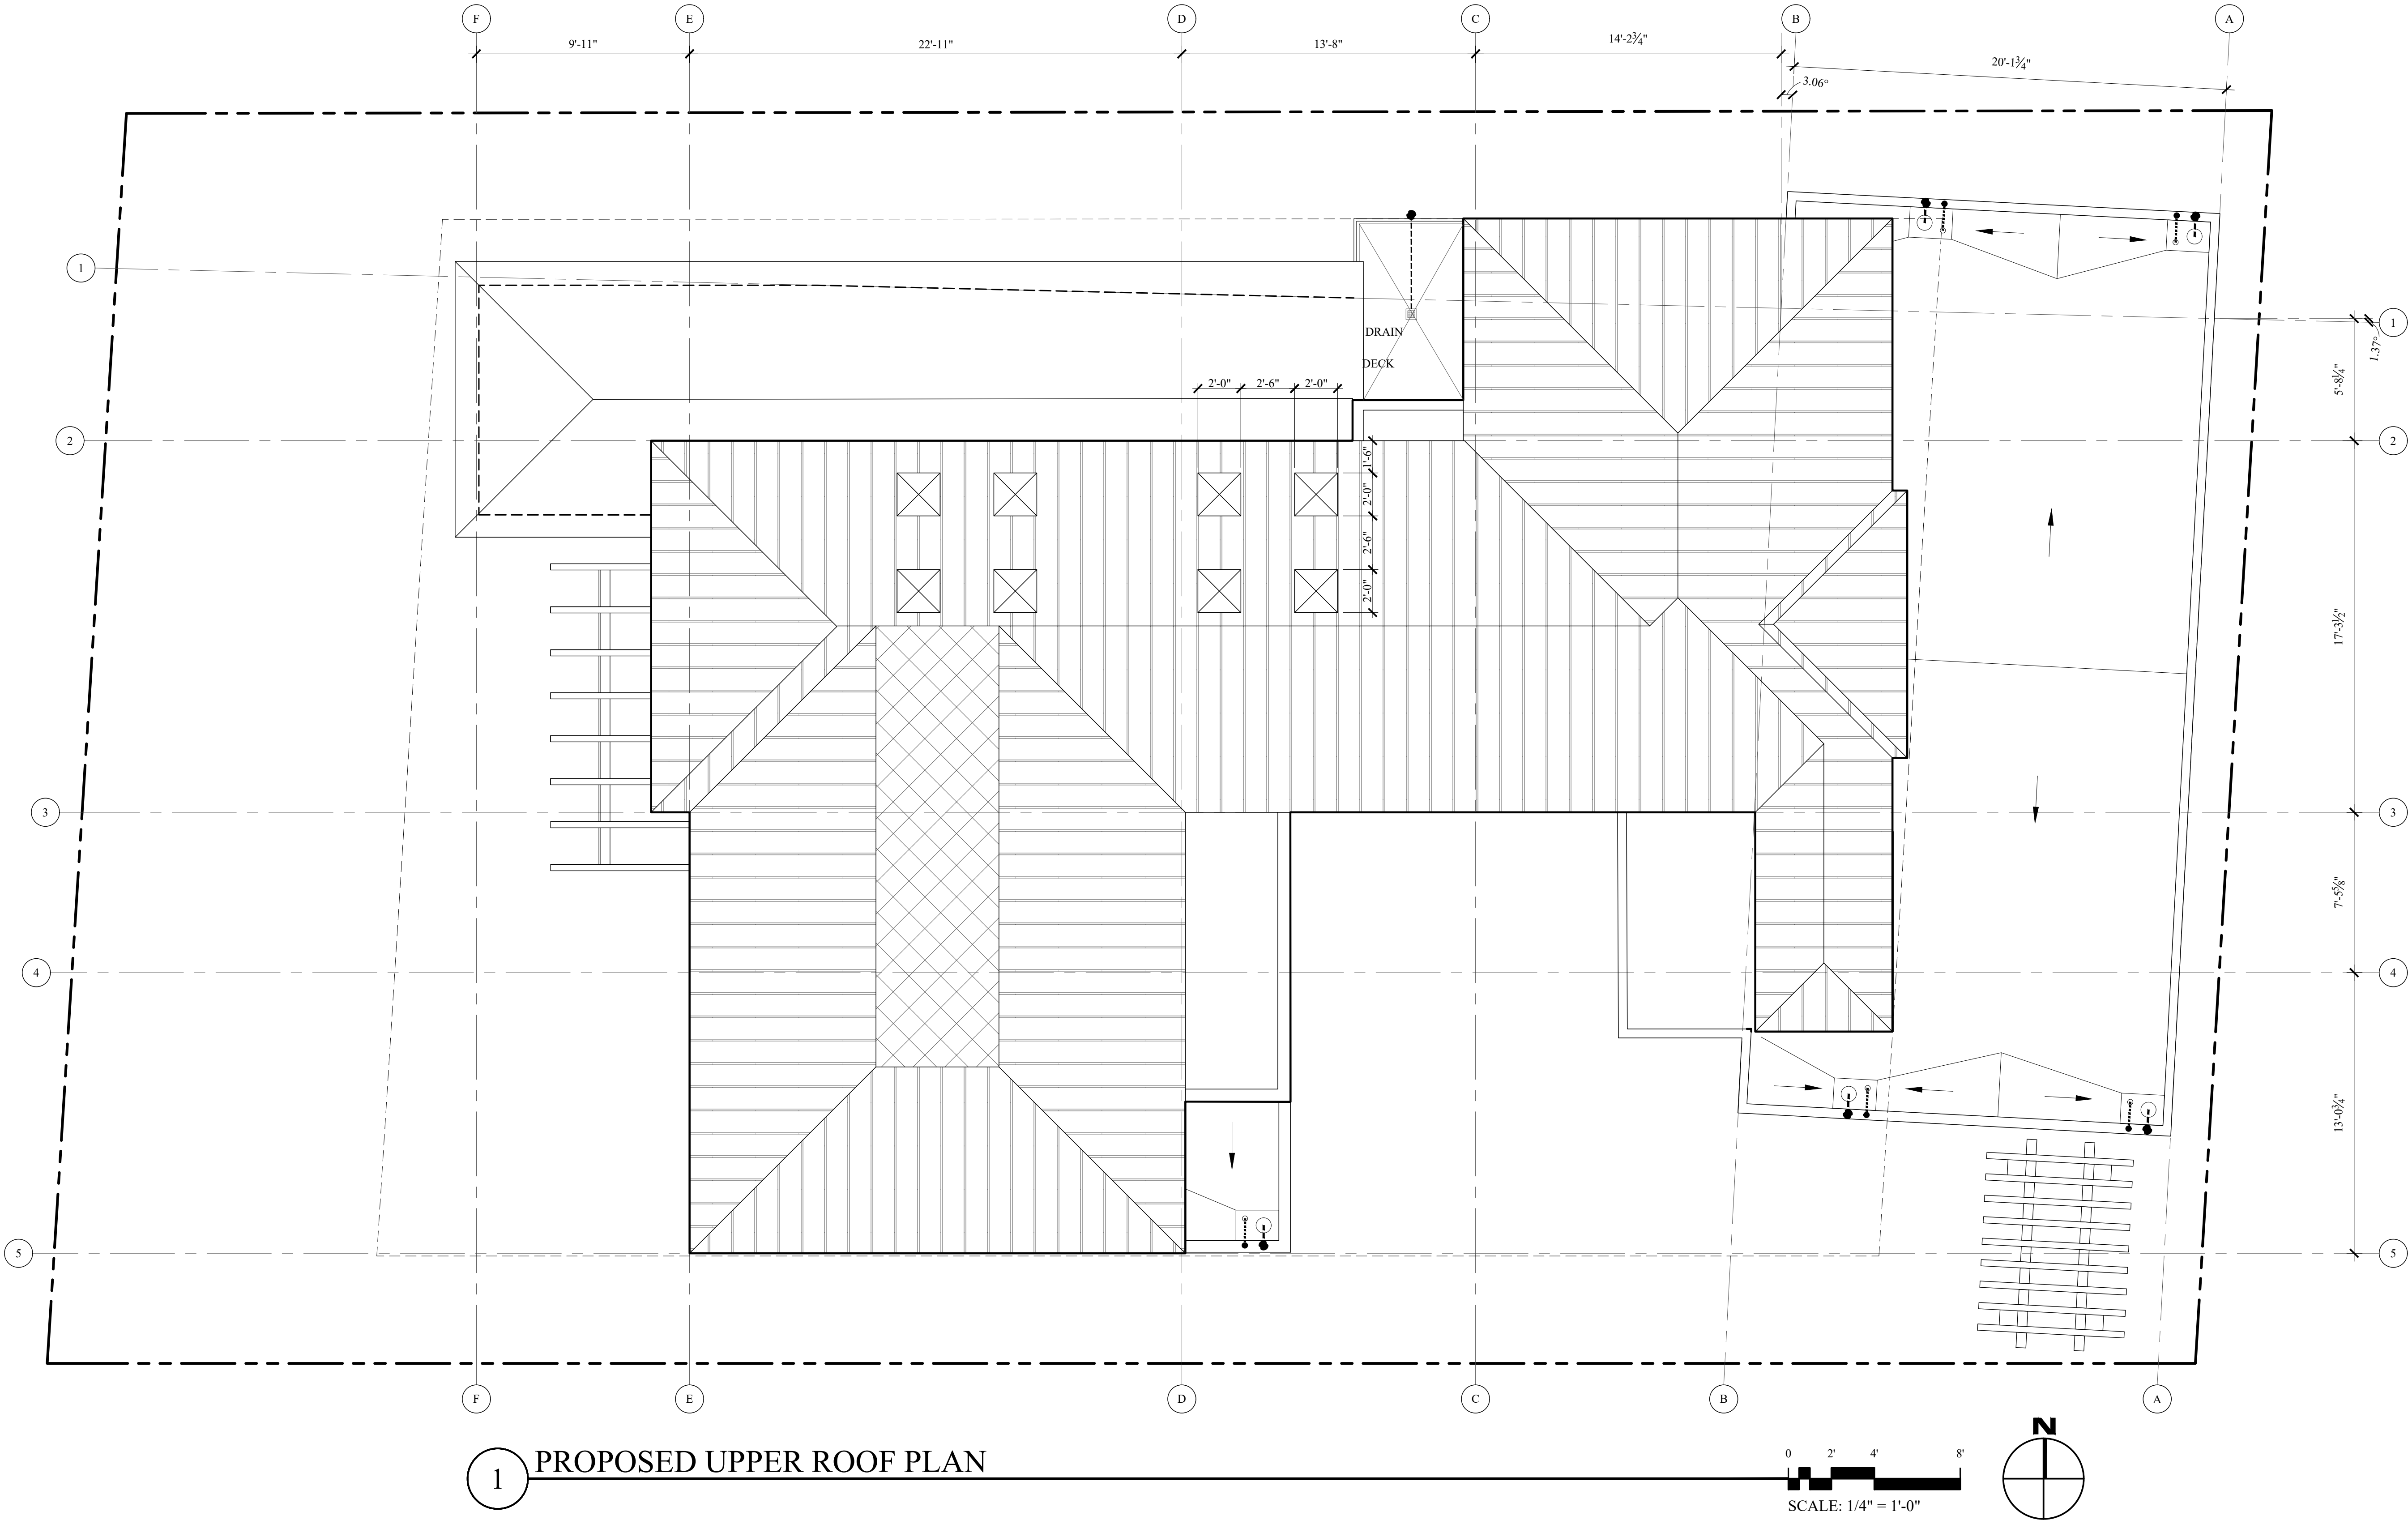 F E D C B A
9'-11" 22'-11" 13'-8" 14'-2¾" 20'-1¾"
3.06°
1
1
1.37°
5'-8¼"
DRAIN
DECK
2'-0" 2'-6" 2'-0"
2
2
1'-6"
2'-0"
2'-6"
2'-0"
17'-3½"
3
3
7'-5⅝"
4
4
13'-0¾"
5
5
F E D C B A
N
1 PROPOSED UPPER ROOF PLAN
0 2' 4' 8'
SCALE: 1/4" = 1'-0"